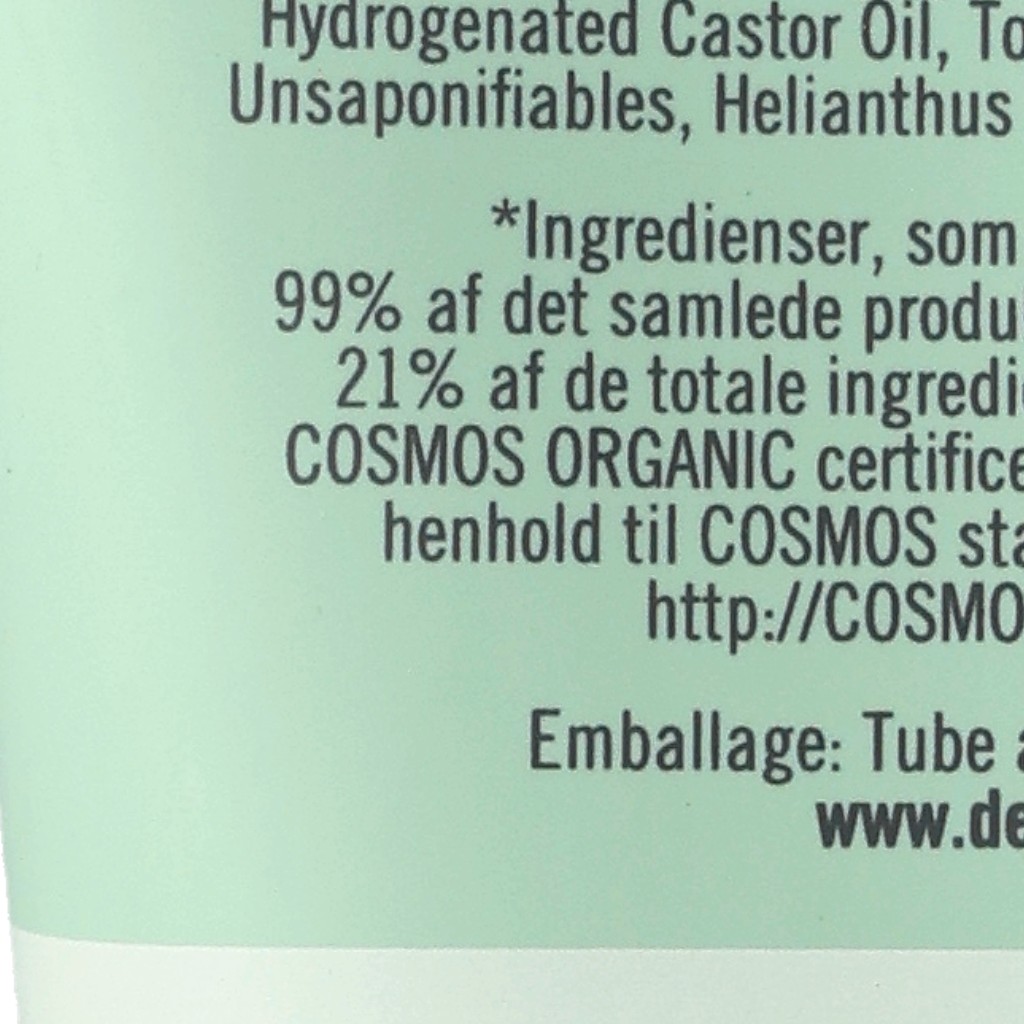 Hydrogenated Castor Oil, To
Unsaponifiables, Helianthus
*Ingredienser, som
99% af det samlede produ
21% af de totale ingredi
COSMOS ORGANIC certifice
henhold til COSMOS sta
http://COSMO
Emballage: Tube a
www.de